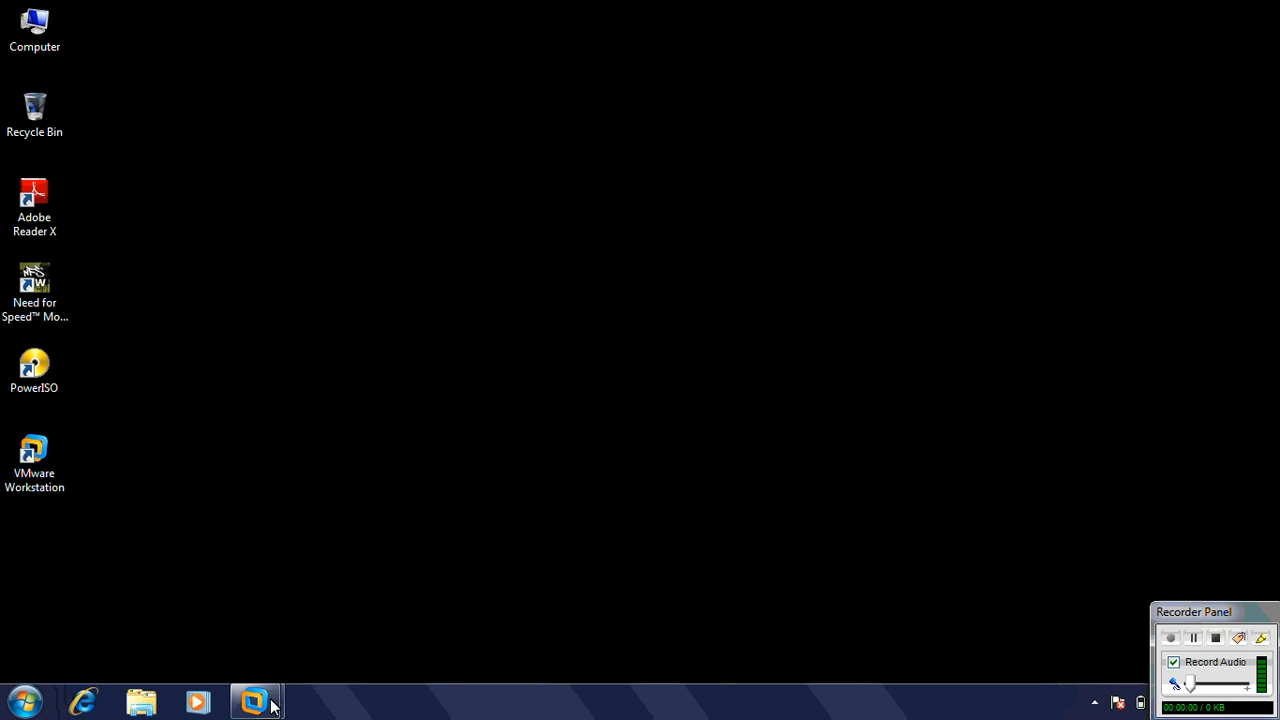 Computer
Recycle Bin
Adobe
Reader X
Need for
Speed™ Mo...
PowerISO
VMware
Workstation
Recorder Panel
Record Audio
00:00:00 / 0 KB